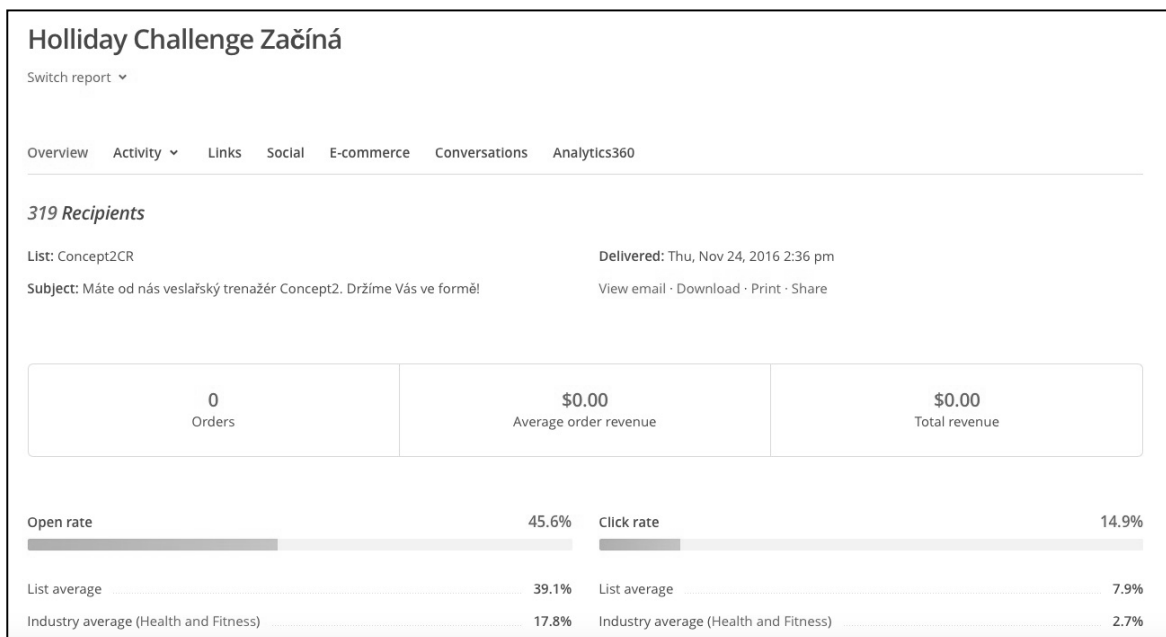 Holliday Challenge Začíná
Switch report
Overview Activity Links Social E-commerce Conversations Analytics360
319 Recipients
List: Concept2CR Delivered: Thu, Nov 24, 2016 2:36 pm
Subject: Máte od nás veslařský trenažér Concept2. Držíme Vás ve formě! View email · Download · Print · Share
0 $0.00 $0.00
Orders Average order revenue Total revenue
Open rate 45.6% Click rate 14.9%
List average 39.1% List average 7.9%
Industry average (Health and Fitness) 17.8% Industry average (Health and Fitness) 2.7%